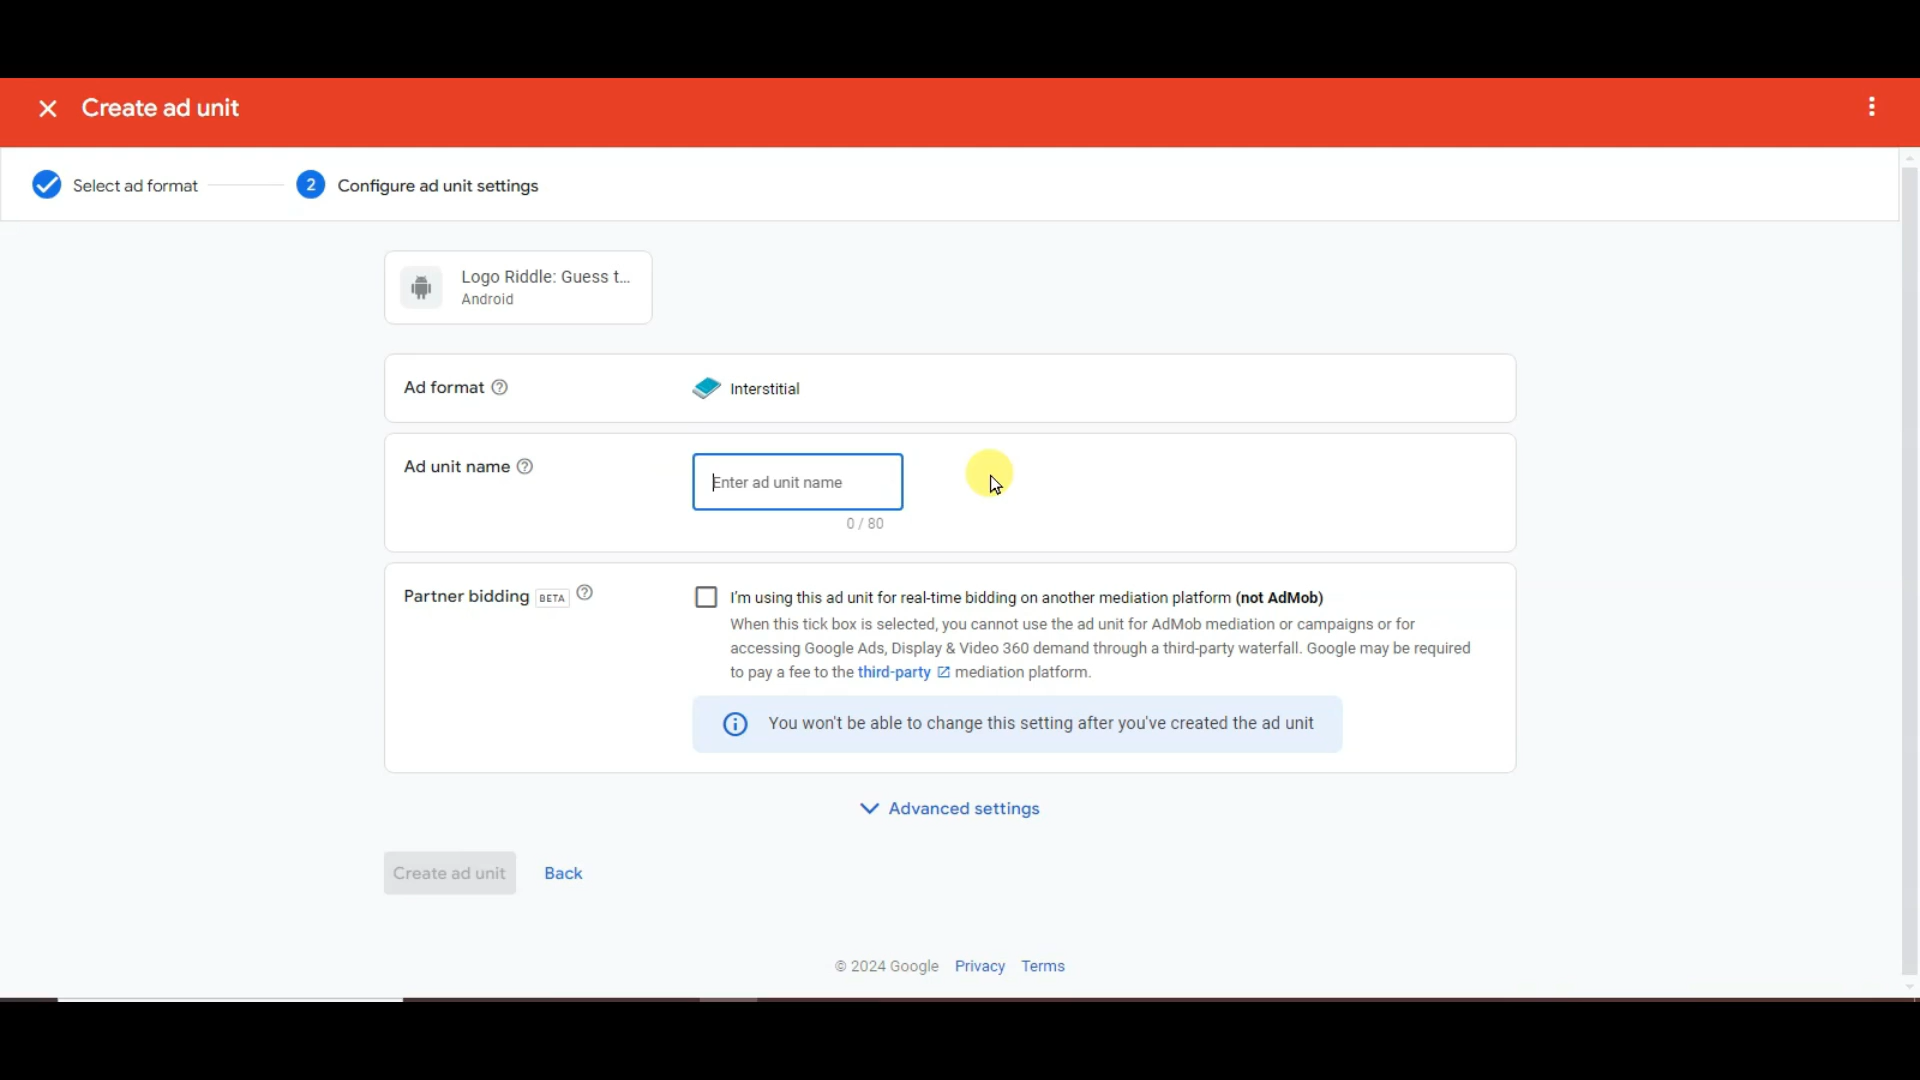 Create ad unit
Select ad format
2 Configure ad unit settings
Logo Riddle: Guess t...
Android
Ad format
Interstitial
Ad unit name
Enter ad unit name
0 / 80
Partner bidding BETA
I'm using this ad unit for real-time bidding on another mediation platform (not AdMob)
When this tick box is selected, you cannot use the ad unit for AdMob mediation or campaigns or for
accessing Google Ads, Display & Video 360 demand through a third-party waterfall. Google may be required
to pay a fee to the third-party mediation platform.
You won't be able to change this setting after you've created the ad unit
Advanced settings
Create ad unit
Back
© 2024 Google Privacy Terms